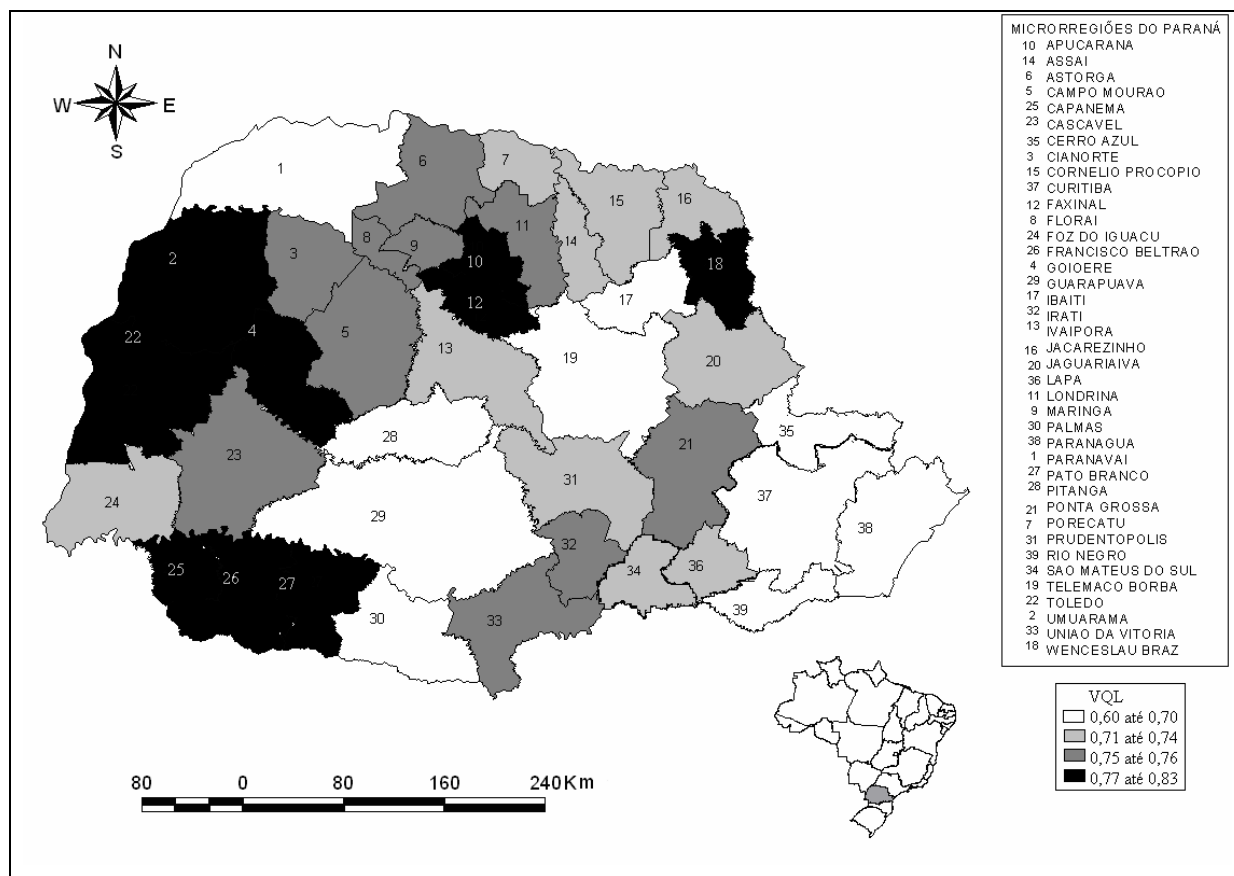 N
W E
S
MICRORREGIÕES DO PARANÁ
10 APUCARANA
14 ASSAI
6 ASTORGA
5 CAMPO MOURAO
25 CAPANEMA
23 CASCAVEL
35 CERRO AZUL
3 CIANORTE
15 CORNELIO PROCOPIO
37 CURITIBA
12 FAXINAL
8 FLORAI
24 FOZ DO IGUACU
26 FRANCISCO BELTRAO
4 GOIOERE
29 GUARAPUAVA
17 IBAITI
32 IRATI
13 IVAIPORA
16 JACAREZINHO
20 JAGUARIAIVA
36 LAPA
11 LONDRINA
9 MARINGA
30 PALMAS
38 PARANAGUA
1 PARANAVAI
27 PATO BRANCO
28 PITANGA
21 PONTA GROSSA
7 PORECATU
31 PRUDENTOPOLIS
39 RIO NEGRO
34 SAO MATEUS DO SUL
19 TELEMACO BORBA
22 TOLEDO
2 UMUARAMA
33 UNIAO DA VITORIA
18 WENCESLAU BRAZ
1
6
7
15
16
2
3
8
9
11
14
10
18
12
17
22
4
5
13
19
20
28
35
23
21
24
31
37
29
38
32
25
26
27
34
36
30
33
39
VQL
0,60 até 0,70
0,71 até 0,74
0,75 até 0,76
0,77 até 0,83
80 0 80 160 240 Km